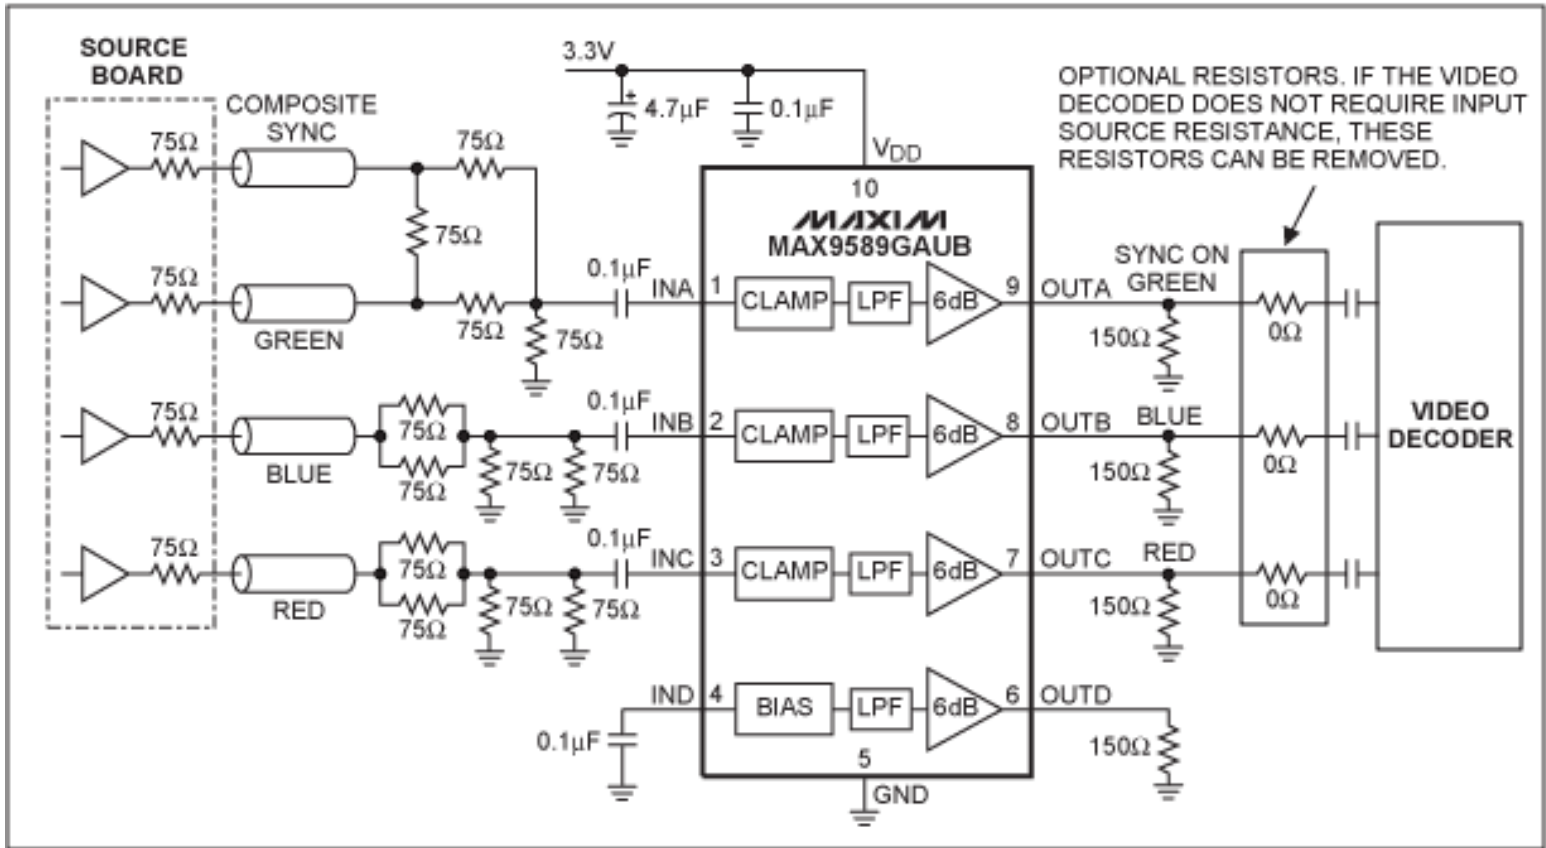 SOURCE
BOARD
75Ω
COMPOSITE
SYNC
75Ω
75Ω
75Ω
GREEN
75Ω
75Ω
0.1µF
INA
75Ω
BLUE
75Ω
75Ω
75Ω
75Ω
0.1µF
INB
75Ω
RED
75Ω
75Ω
75Ω
75Ω
0.1µF
INC
IND
0.1µF
3.3V
+
4.7µF
0.1µF
VDD
10
MAXIM
MAX9589GAUB
1
CLAMP
LPF
6dB
9
2
CLAMP
LPF
6dB
8
3
CLAMP
LPF
6dB
7
4
BIAS
LPF
6dB
6
5
GND
OUTA
SYNC ON
GREEN
150Ω
0Ω
OUTB
BLUE
150Ω
0Ω
OUTC
RED
150Ω
0Ω
OUTD
150Ω
OPTIONAL RESISTORS. IF THE VIDEO
DECODED DOES NOT REQUIRE INPUT
SOURCE RESISTANCE, THESE
RESISTORS CAN BE REMOVED.
VIDEO
DECODER